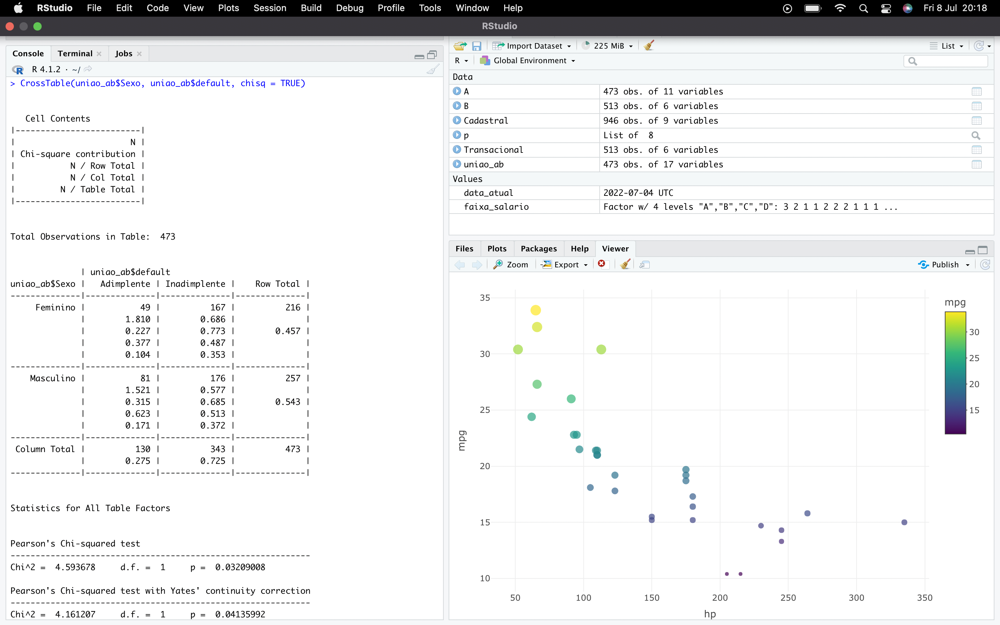 RStudio File Edit Code View Plots Session Build Debug Profile Tools Window Help Fri 8 Jul 20:18
RStudio
Console Terminal Jobs
R 4.1.2 · ~/
> CrossTable(uniao_ab$Sexo, uniao_ab$default, chisq = TRUE)
Cell Contents
|-------------------------|
| N |
| Chi-square contribution |
| N / Row Total |
| N / Col Total |
| N / Table Total |
|-------------------------|
Total Observations in Table: 473
| uniao_ab$default
uniao_ab$Sexo | Adimplente | Inadimplente | Row Total |
--------------|--------------|--------------|--------------|
Feminino | 49 | 167 | 216 |
| 1.810 | 0.686 | |
| 0.227 | 0.773 | 0.457 |
| 0.377 | 0.487 | |
| 0.104 | 0.353 | |
--------------|--------------|--------------|--------------|
Masculino | 81 | 176 | 257 |
| 1.521 | 0.577 | |
| 0.315 | 0.685 | 0.543 |
| 0.623 | 0.513 | |
| 0.171 | 0.372 | |
--------------|--------------|--------------|--------------|
Column Total | 130 | 343 | 473 |
| 0.275 | 0.725 | |
--------------|--------------|--------------|--------------|
Statistics for All Table Factors
Pearson's Chi-squared test
------------------------------------------------------------
Chi^2 = 4.593678 d.f. = 1 p = 0.03209008
Pearson's Chi-squared test with Yates' continuity correction
------------------------------------------------------------
Chi^2 = 4.161207 d.f. = 1 p = 0.04135992
Import Dataset 225 MiB List
R Global Environment
Data
A 473 obs. of 11 variables
B 513 obs. of 6 variables
Cadastral 946 obs. of 9 variables
p List of 8
Transacional 513 obs. of 6 variables
uniao_ab 473 obs. of 17 variables
Values
data_atual 2022-07-04 UTC
faixa_salario Factor w/ 4 levels "A","B","C","D": 3 2 1 1 2 2 2 1 1 1 ...
Files Plots Packages Help Viewer
Zoom Export Publish
35
30
25
20
15
10
mpg
50 100 150 200 250 300 350
hp
mpg
30
25
20
15